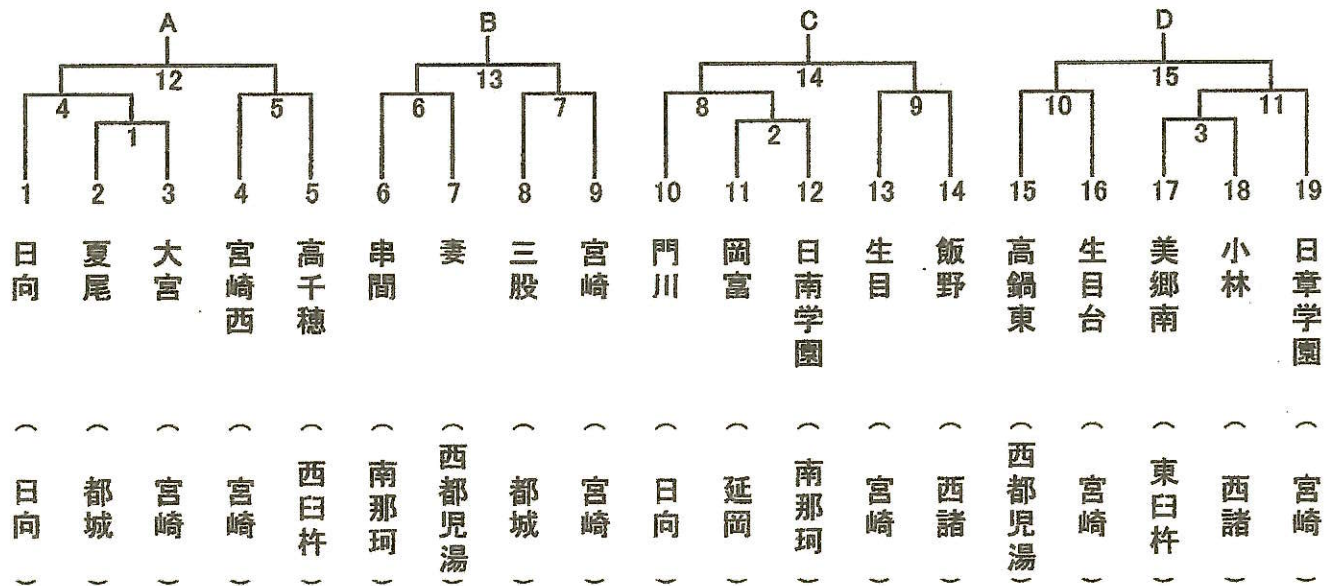 A B C D
12 13 14 15
4 5 6 7 8 9 10 11
1 2 3
1 2 3 4 5 6 7 8 9 10 11 12 13 14 15 16 17 18 19
日向
夏尾
大宮
宮崎西
高千穂
串間
妻
三股
宮崎
門川
岡富
日南学園
生目
飯野
高鍋東
生目台
美郷南
小林
日章学園
（日向）
（都城）
（宮崎）
（宮崎）
（西臼杵）
（南那珂）
（西都児湯）
（都城）
（宮崎）
（日向）
（延岡）
（南那珂）
（宮崎）
（西諸）
（西都児湯）
（宮崎）
（東臼杵）
（西諸）
（宮崎）